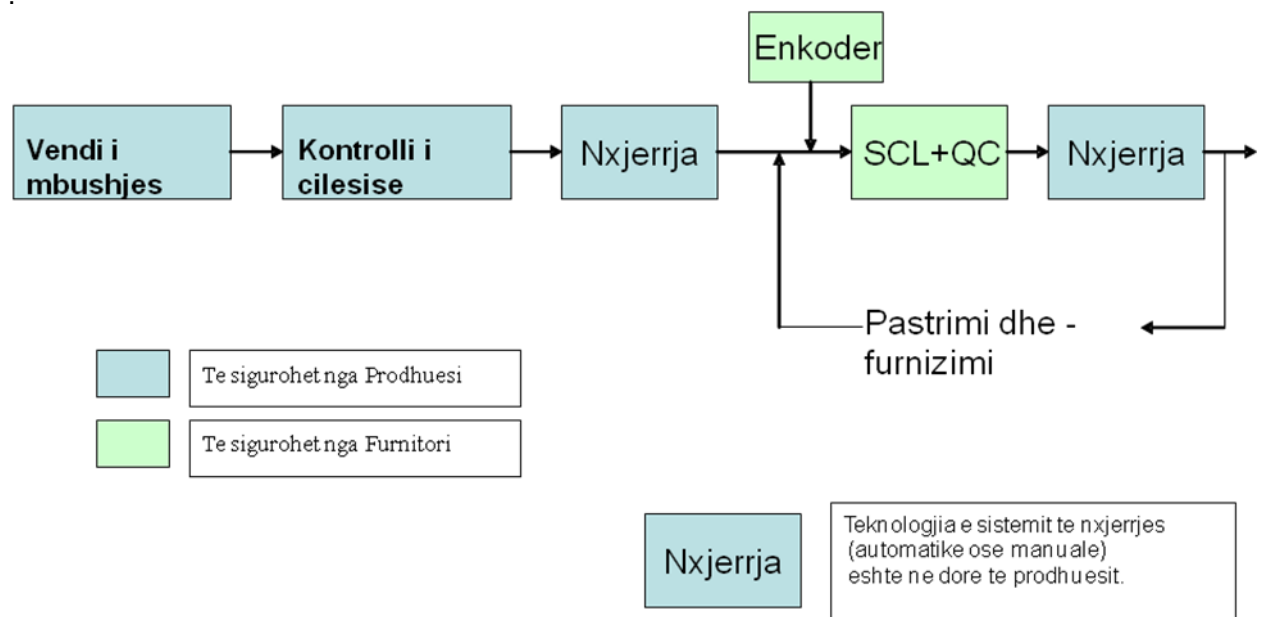 .
Enkoder
Vendi i
mbushjes
Kontrolli i
cilesise
Nxjerrja
SCL+QC
Nxjerrja
Pastrimi dhe -
furnizimi
Te sigurohet nga Prodhuesi
Te sigurohet nga Furnitori
Nxjerrja
Teknologjia e sistemit te nxjerrjes
(automatike ose manuale)
eshte ne dore te prodhuesit.